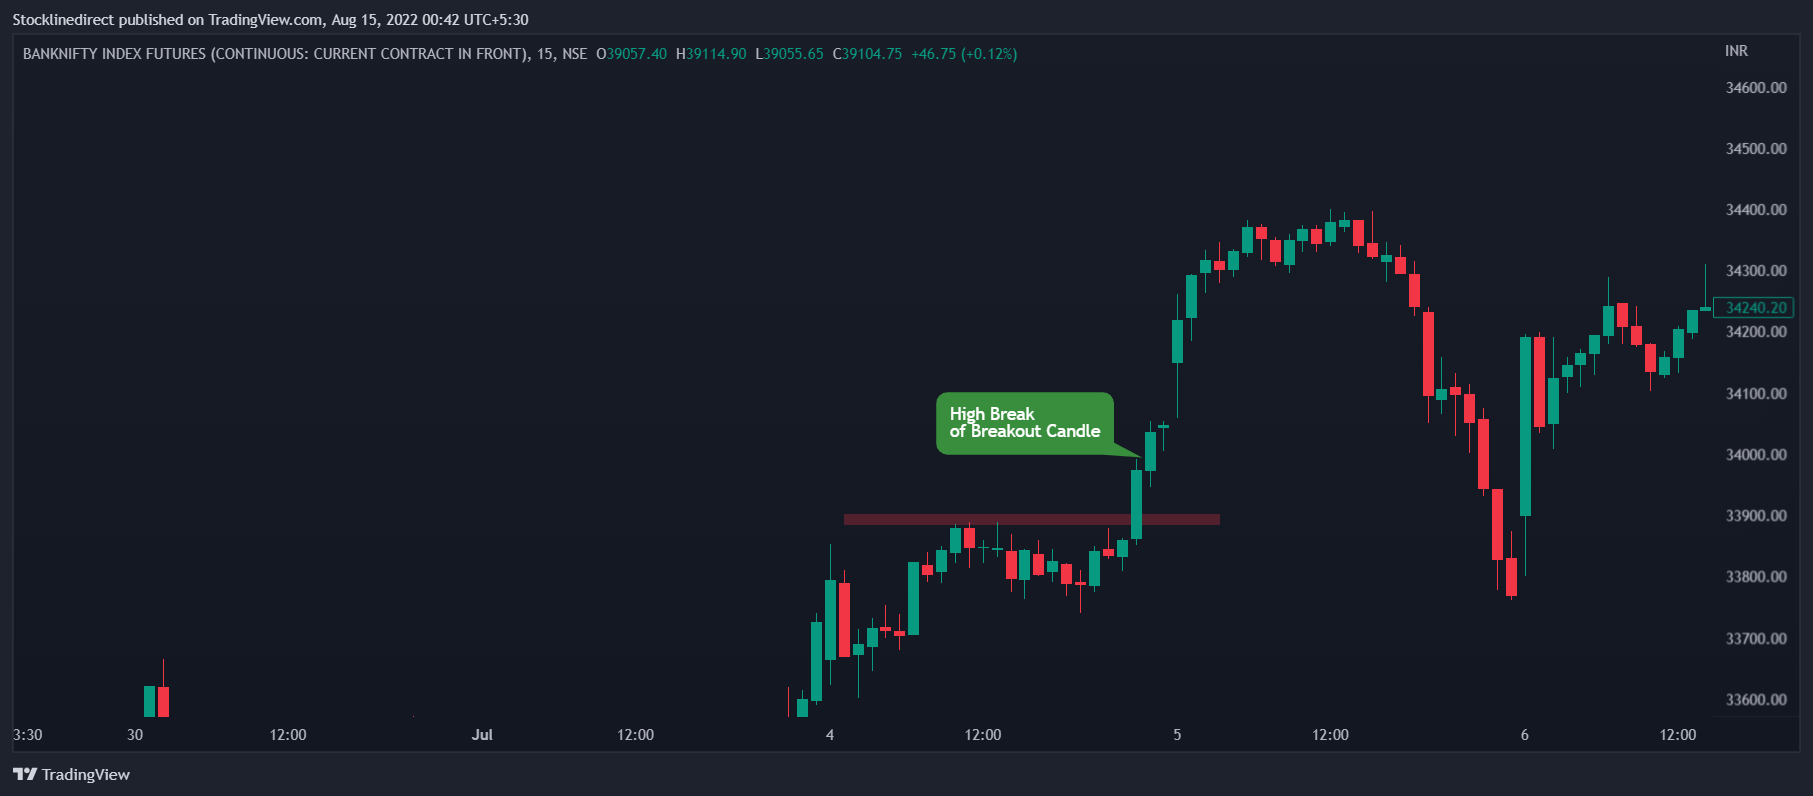 Stocklinedirect published on TradingView.com, Aug 15, 2022 00:42 UTC+5:30
BANKNIFTY INDEX FUTURES (CONTINUOUS: CURRENT CONTRACT IN FRONT), 15, NSE O39057.40 H39114.90 L39055.65 C39104.75 +46.75 (+0.12%)
INR
34600.00
34500.00
34400.00
34300.00
34240.20
34200.00
34100.00
High Break
of Breakout Candle
34000.00
33900.00
33800.00
33700.00
33600.00
3:30 30 12:00 Jul 12:00 4 12:00 5 12:00 6 12:00
TradingView